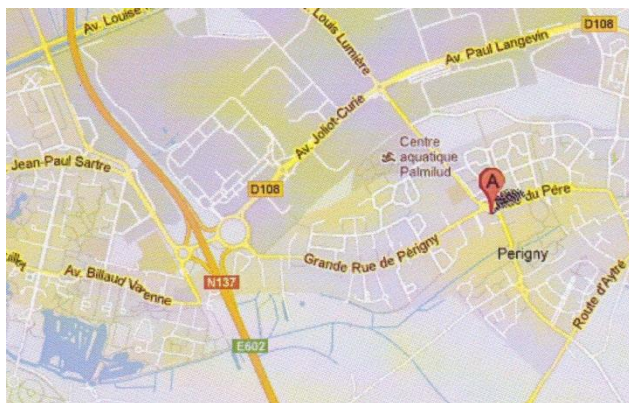 D108
Av. Louise
Louis Lumière
Av. Paul Langevin
Av. Joliot-Curie
Centre
aquatique
Palmilud
Jean-Paul Sartre
A
du Père
D108
Grande Rue de Périgny
Perigny
Av. Billaud Varenne
N137
Route d'Aytré
E602